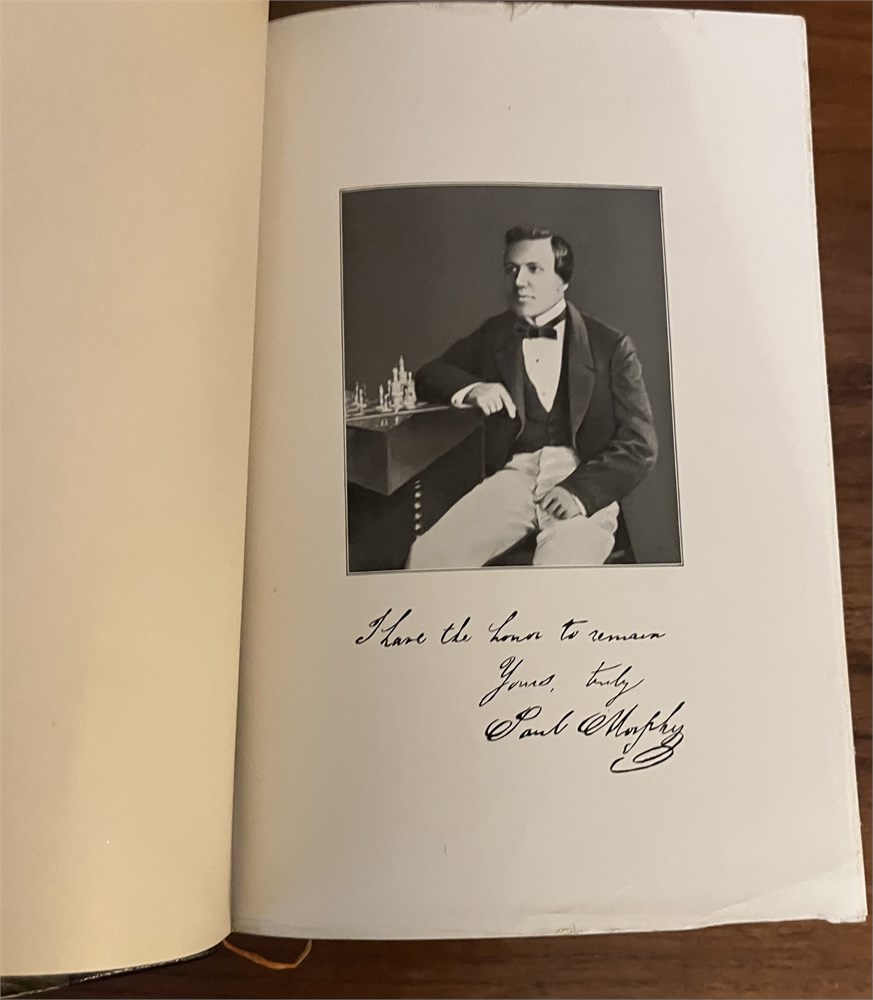 I have the honor to remain
Yours, truly
Paul Morphy